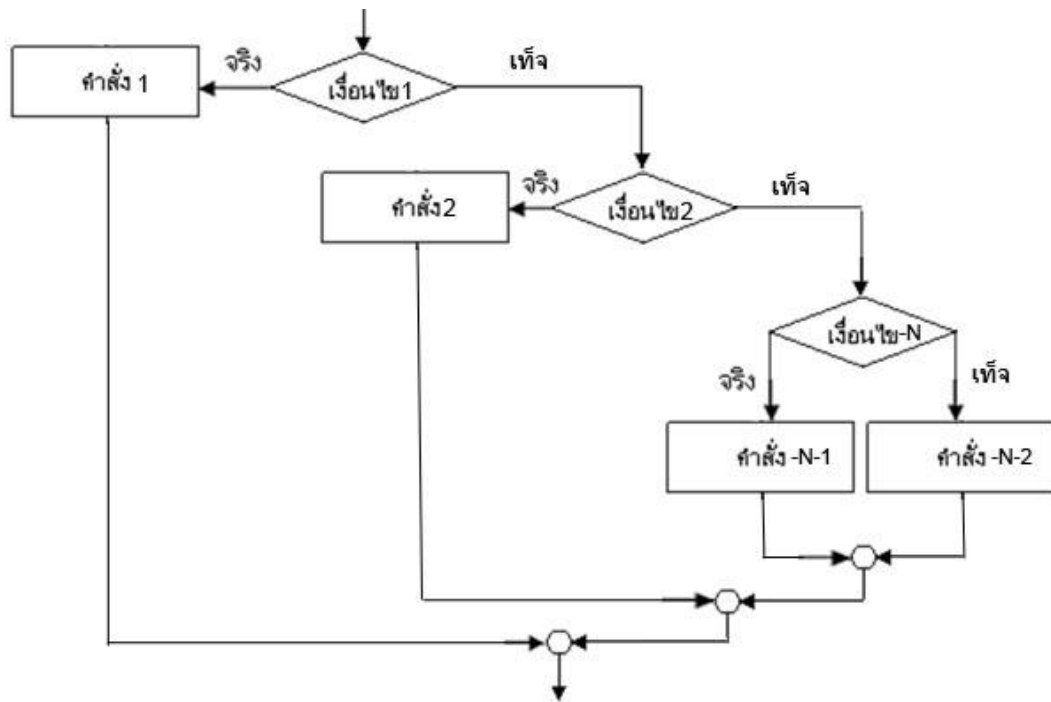 จริง
เท็จ
คำสั่ง 1
เงื่อนไข1
จริง
เท็จ
คำสั่ง2
เงื่อนไข2
เงื่อนไข-N
จริง
เท็จ
คำสั่ง -N-1
คำสั่ง -N-2